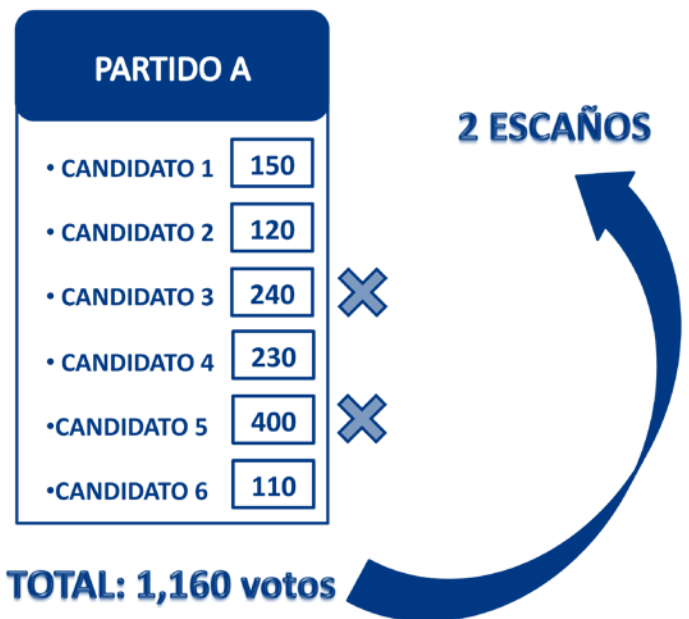 PARTIDO A
2 ESCAÑOS
• CANDIDATO 1 150
• CANDIDATO 2 120
• CANDIDATO 3 240
• CANDIDATO 4 230
•CANDIDATO 5 400
•CANDIDATO 6 110
TOTAL: 1,160 votos